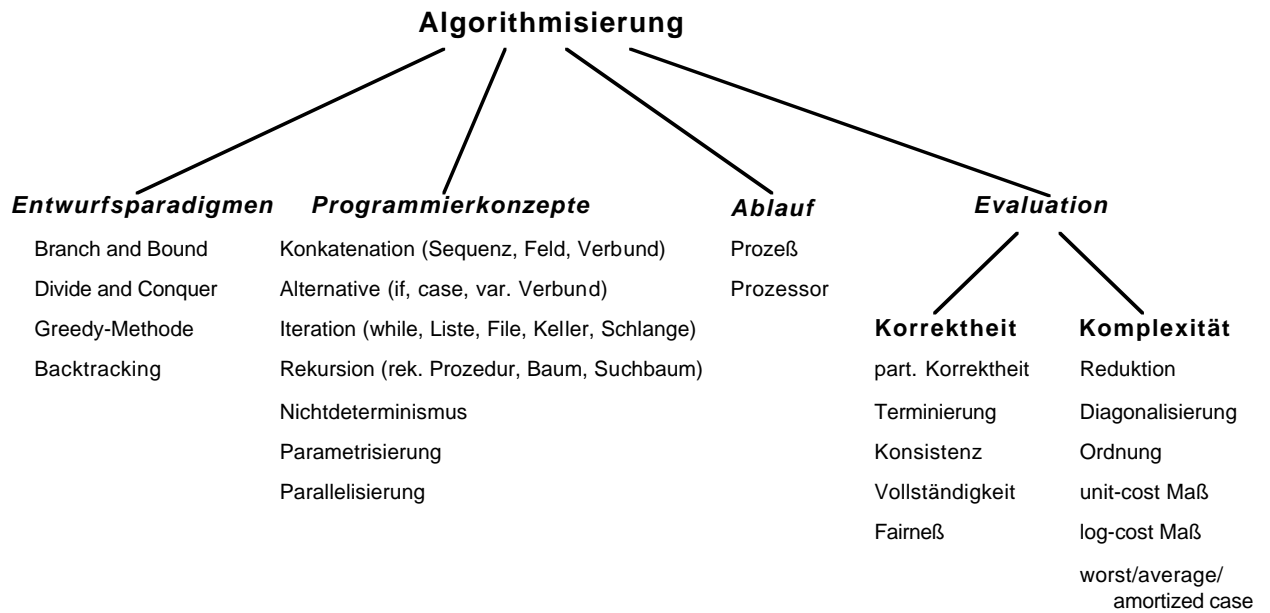 Algorithmisierung
Entwurfsparadigmen
Branch and Bound
Divide and Conquer
Greedy-Methode
Backtracking
Programmierkonzepte
Konkatenation (Sequenz, Feld, Verbund)
Alternative (if, case, var. Verbund)
Iteration (while, Liste, File, Keller, Schlange)
Rekursion (rek. Prozedur, Baum, Suchbaum)
Nichtdeterminismus
Parametrisierung
Parallelisierung
Ablauf
Prozeß
Prozessor
Evaluation
Korrektheit
part. Korrektheit
Terminierung
Konsistenz
Vollständigkeit
Fairneß
Komplexität
Reduktion
Diagonalisierung
Ordnung
unit-cost Maß
log-cost Maß
worst/average/
amortized case